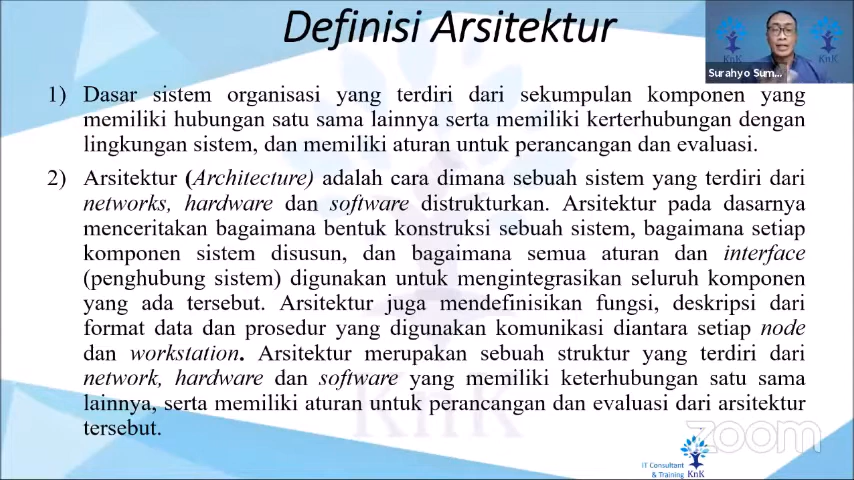 Definisi Arsitektur
KnK
KnK
Surahyo Sum...
1) Dasar sistem organisasi yang terdiri dari sekumpulan komponen yang
memiliki hubungan satu sama lainnya serta memiliki kerterhubungan dengan
lingkungan sistem, dan memiliki aturan untuk perancangan dan evaluasi.
2) Arsitektur (Architecture) adalah cara dimana sebuah sistem yang terdiri dari
networks, hardware dan software distrukturkan. Arsitektur pada dasarnya
menceritakan bagaimana bentuk konstruksi sebuah sistem, bagaimana setiap
komponen sistem disusun, dan bagaimana semua aturan dan interface
(penghubung sistem) digunakan untuk mengintegrasikan seluruh komponen
yang ada tersebut. Arsitektur juga mendefinisikan fungsi, deskripsi dari
format data dan prosedur yang digunakan komunikasi diantara setiap node
dan workstation. Arsitektur merupakan sebuah struktur yang terdiri dari
network, hardware dan software yang memiliki keterhubungan satu sama
lainnya, serta memiliki aturan untuk perancangan dan evaluasi dari arsitektur
tersebut.
KnK
zoom
IT Consultant
& Training KnK